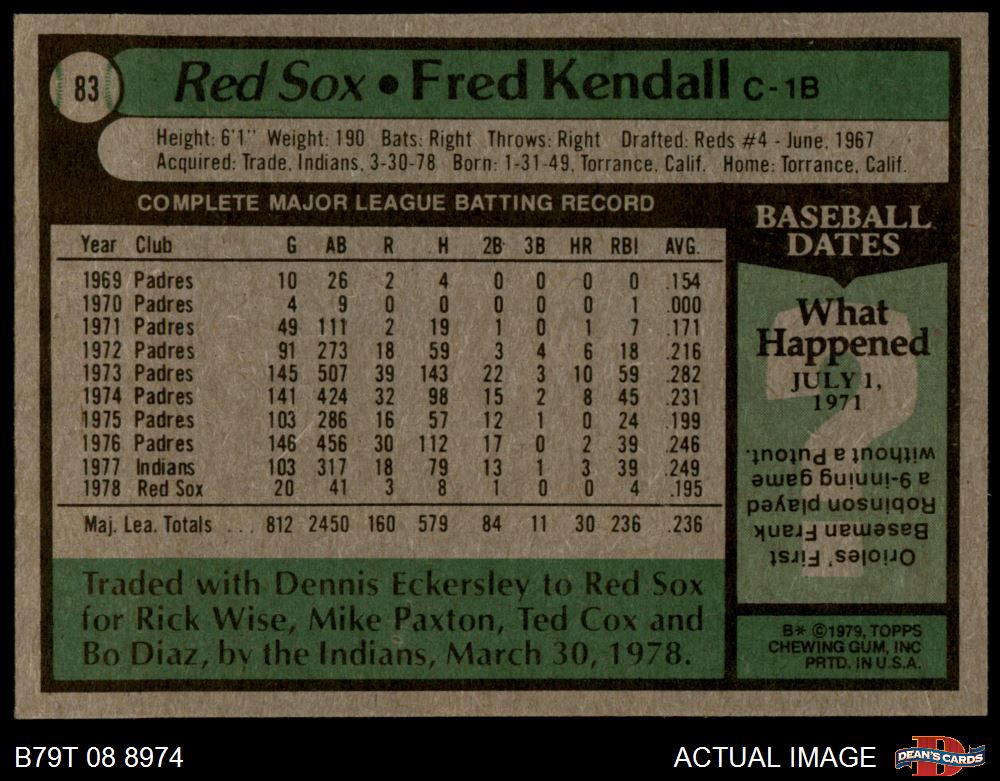 83
Red Sox • Fred Kendall C-1B
Height: 6'1" Weight: 190 Bats: Right Throws: Right Drafted: Reds #4 - June, 1967
Acquired: Trade, Indians, 3-30-78 Born: 1-31-49, Torrance, Calif. Home: Torrance, Calif.
COMPLETE MAJOR LEAGUE BATTING RECORD
Year Club G AB R H 2B 3B HR RBI AVG.
1969 Padres 10 26 2 4 0 0 0 0 .154
1970 Padres 4 9 0 0 0 0 0 1 .000
1971 Padres 49 111 2 19 1 0 1 7 .171
1972 Padres 91 273 18 59 3 4 6 18 .216
1973 Padres 145 507 39 143 22 3 10 59 .282
1974 Padres 141 424 32 98 15 2 8 45 .231
1975 Padres 103 286 16 57 12 1 0 24 .199
1976 Padres 146 456 30 112 17 0 2 39 .246
1977 Indians 103 317 18 79 13 1 3 39 .249
1978 Red Sox 20 41 3 8 1 0 0 4 .195
Maj. Lea. Totals . . . 812 2450 160 579 84 11 30 236 .236
Traded with Dennis Eckersley to Red Sox
for Rick Wise, Mike Paxton, Ted Cox and
Bo Diaz, by the Indians, March 30, 1978.
BASEBALL
DATES
What
Happened
JULY 1,
1971
?
Orioles' First
Baseman Frank
Robinson played
a 9-inning game
without a Putout.
B* ©1979, TOPPS
CHEWING GUM, INC
PRTD. IN U.S.A.
B79T 08 8974
ACTUAL IMAGE
D
DEAN'S CARDS